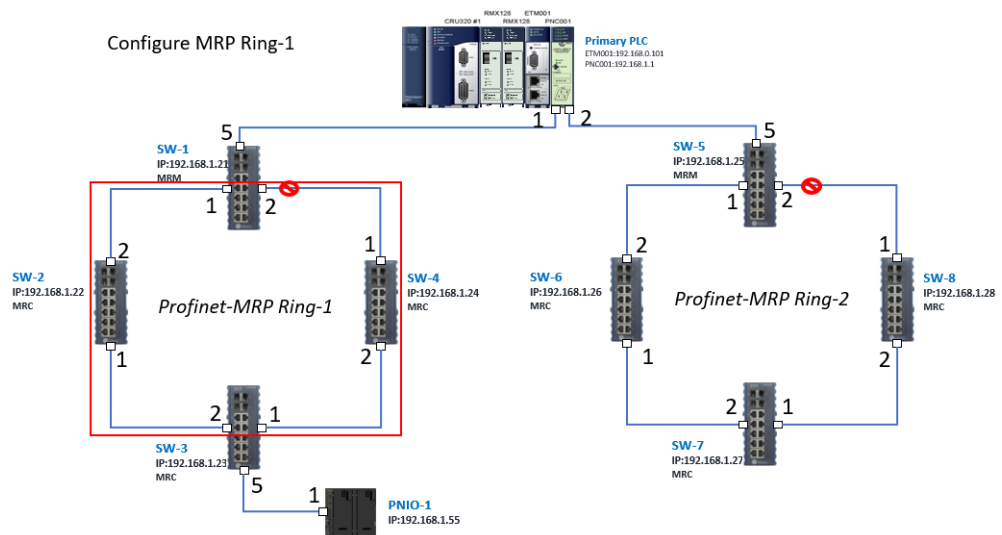 Configure MRP Ring-1
RMX128 ETM001
CRU320 #1 RMX128 PNC001
Primary PLC
ETM001:192.168.0.101
PNC001:192.168.1.1
1
2
5
SW-1
IP:192.168.1.21
MRM
1
2
5
SW-5
IP:192.168.1.25
MRM
1
2
2
SW-2
IP:192.168.1.22
MRC
1
Profinet-MRP Ring-1
1
SW-4
IP:192.168.1.24
MRC
2
2
SW-6
IP:192.168.1.26
MRC
1
Profinet-MRP Ring-2
1
SW-8
IP:192.168.1.28
MRC
2
2
1
SW-3
IP:192.168.1.23
MRC
5
2
1
SW-7
IP:192.168.1.27
MRC
1
PNIO-1
IP:192.168.1.55